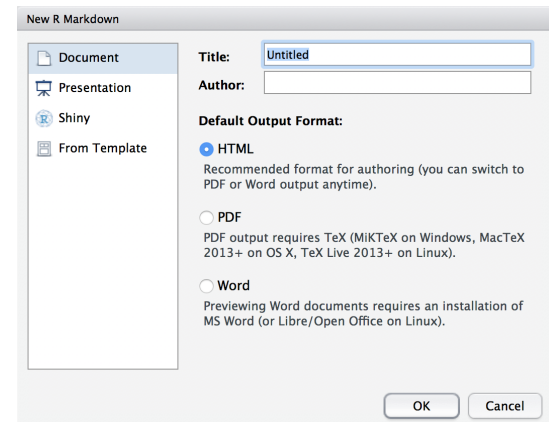 New R Markdown
Document
Presentation
Shiny
From Template
Title:
Untitled
Author:
Default Output Format:
HTML
Recommended format for authoring (you can switch to
PDF or Word output anytime).
PDF
PDF output requires TeX (MiKTeX on Windows, MacTeX
2013+ on OS X, TeX Live 2013+ on Linux).
Word
Previewing Word documents requires an installation of
MS Word (or Libre/Open Office on Linux).
OK
Cancel